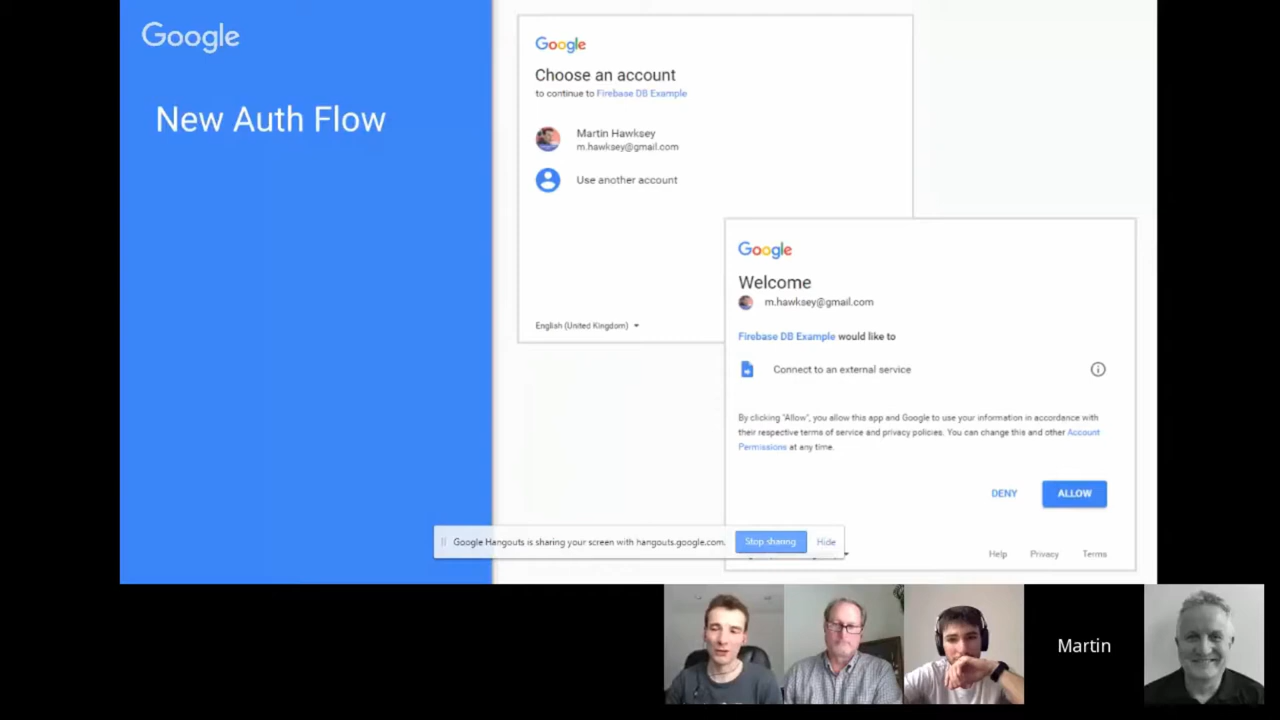 Google
New Auth Flow
Google
Choose an account
to continue to Firebase DB Example
Martin Hawksey
m.hawksey@gmail.com
Use another account
English (United Kingdom)
Google
Welcome
m.hawksey@gmail.com
Firebase DB Example would like to
Connect to an external service
By clicking "Allow", you allow this app and Google to use your information in accordance with
their respective terms of service and privacy policies. You can change this and other Account
Permissions at any time.
DENY
ALLOW
Google Hangouts is sharing your screen with hangouts.google.com.
Stop sharing
Hide
Help
Privacy
Terms
Martin